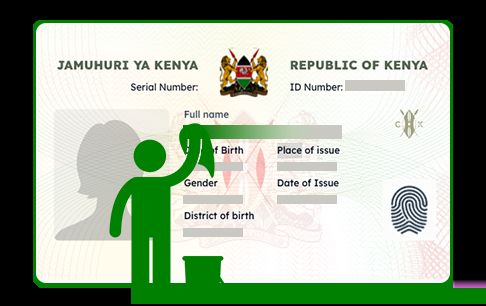 JAMUHURI YA KENYA
REPUBLIC OF KENYA
Serial Number:
ID Number:
Full name
of Birth
Place of issue
Gender
Date of Issue
District of birth